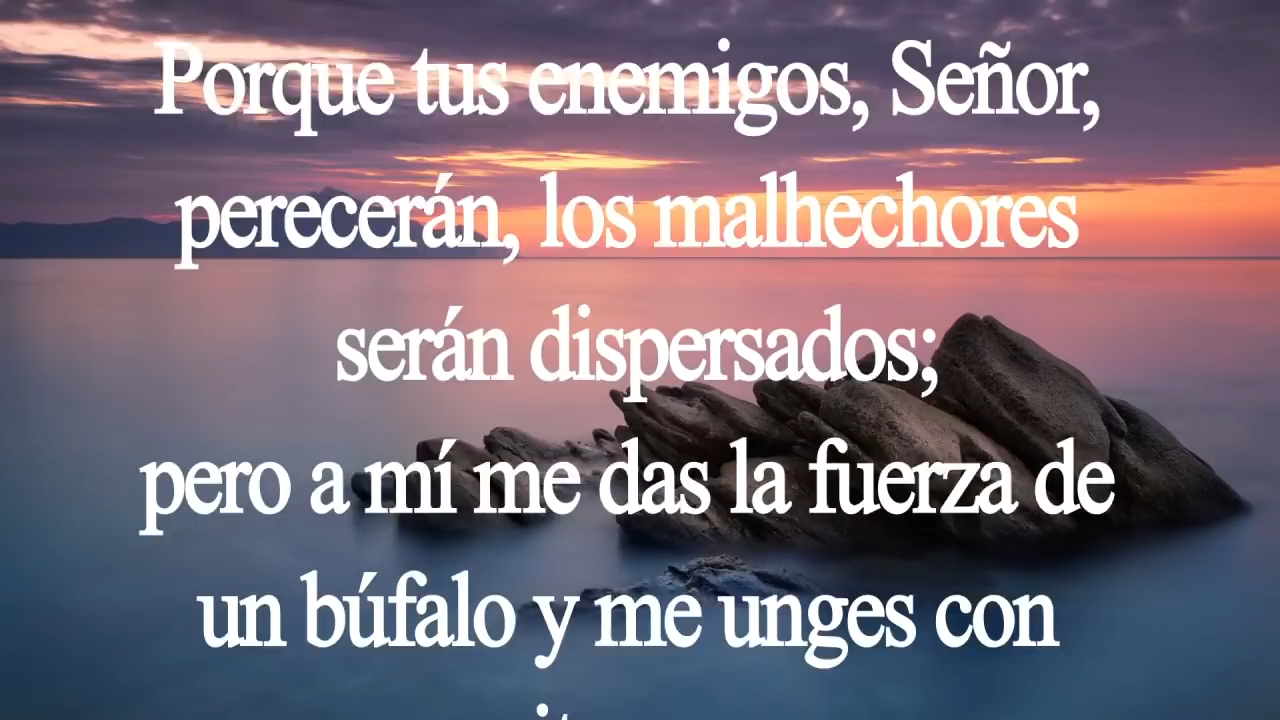 Porque tus enemigos, Señor,
perecerán, los malhechores
serán dispersados;
pero a mí me das la fuerza de
un búfalo y me unges con